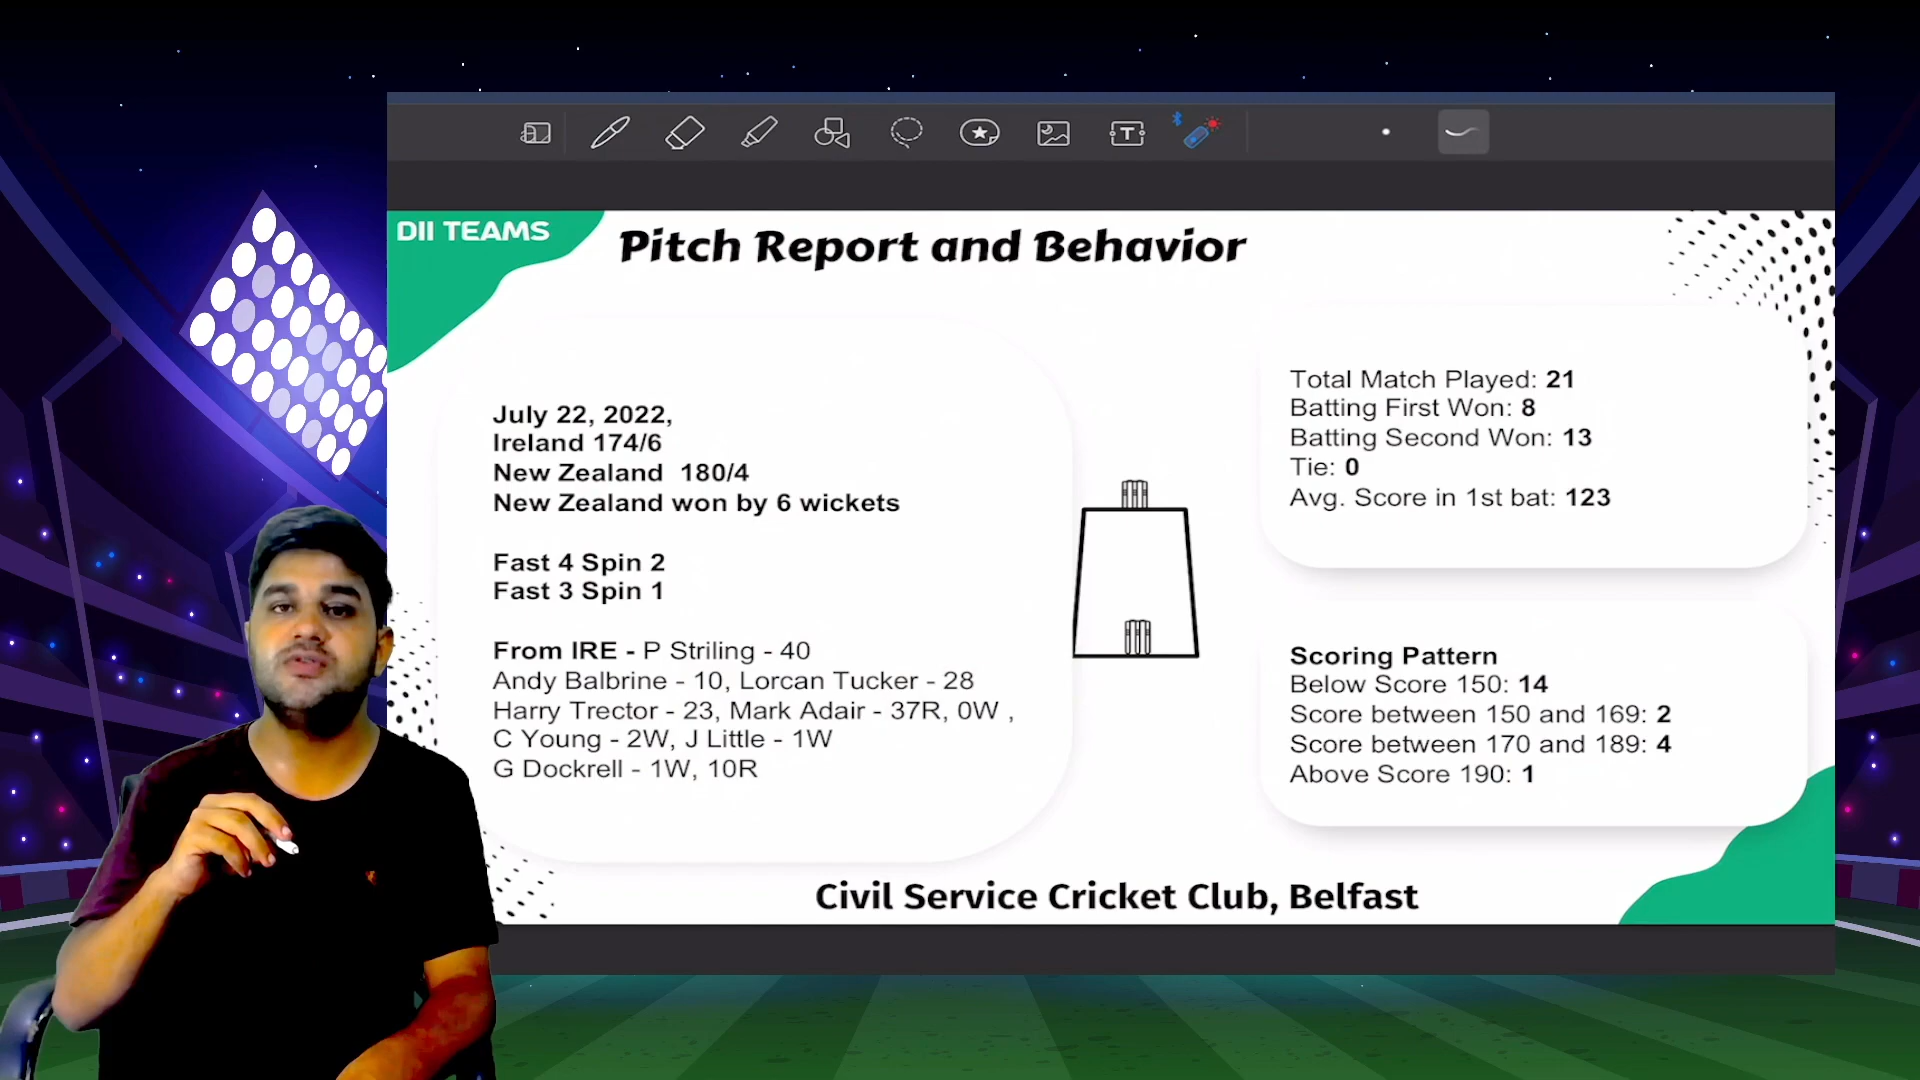 DII TEAMS
Pitch Report and Behavior
July 22, 2022,
Ireland 174/6
New Zealand 180/4
New Zealand won by 6 wickets
Fast 4 Spin 2
Fast 3 Spin 1
From IRE - P Striling - 40
Andy Balbrine - 10, Lorcan Tucker - 28
Harry Trector - 23, Mark Adair - 37R, 0W ,
C Young - 2W, J Little - 1W
G Dockrell - 1W, 10R
Total Match Played: 21
Batting First Won: 8
Batting Second Won: 13
Tie: 0
Avg. Score in 1st bat: 123
Scoring Pattern
Below Score 150: 14
Score between 150 and 169: 2
Score between 170 and 189: 4
Above Score 190: 1
Civil Service Cricket Club, Belfast